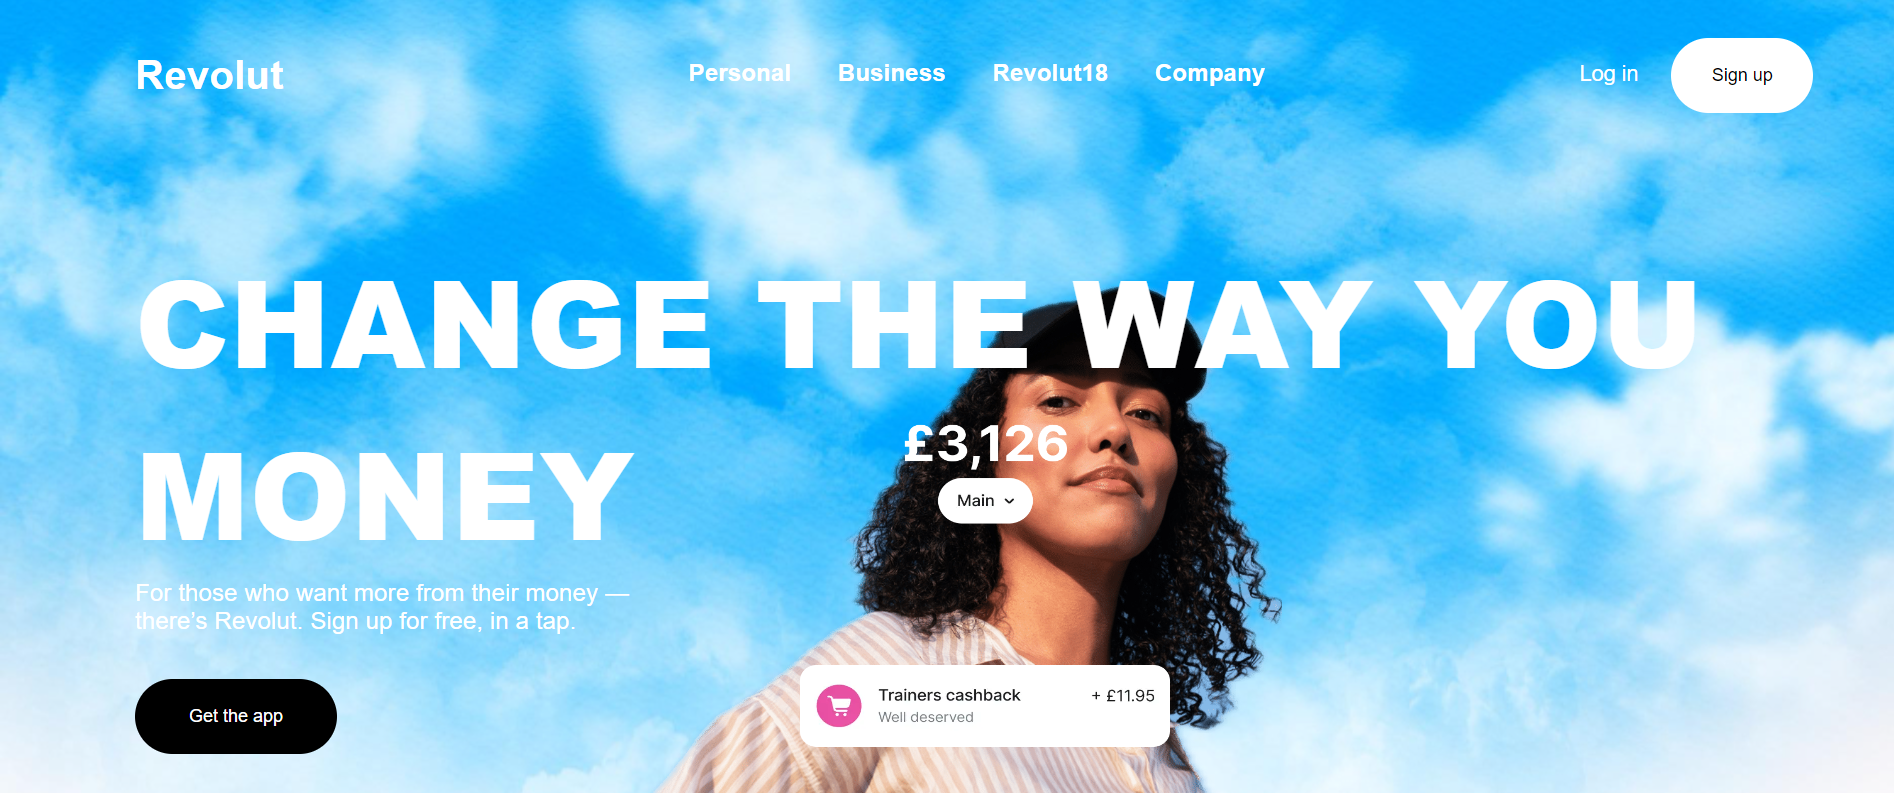 Revolut
Personal Business Revolut18 Company
Log in
Sign up
CHANGE THE WAY YOU
MONEY
£3,126
Main
For those who want more from their money —
there's Revolut. Sign up for free, in a tap.
Get the app
Trainers cashback + £11.95
Well deserved